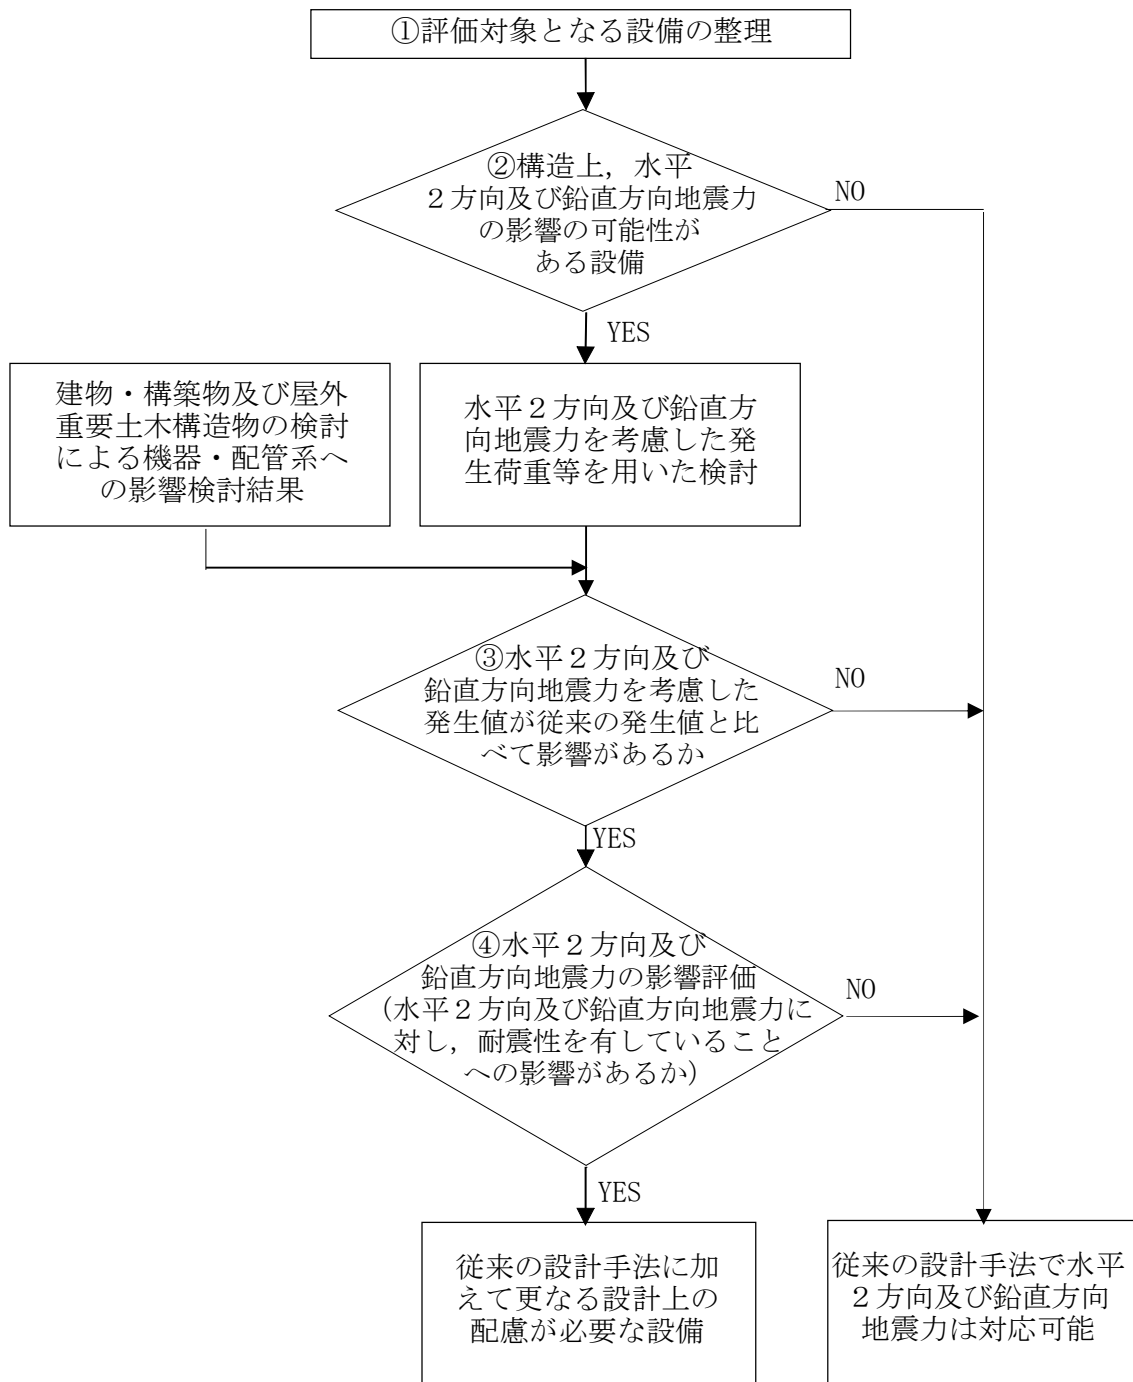 ①評価対象となる設備の整理
②構造上，水平
２方向及び鉛直方向地震力
の影響の可能性が
ある設備
NO
YES
建物・構築物及び屋外
重要土木構造物の検討
による機器・配管系へ
の影響検討結果
水平２方向及び鉛直方
向地震力を考慮した発
生荷重等を用いた検討
③水平２方向及び
鉛直方向地震力を考慮した
発生値が従来の発生値と比
べて影響があるか
NO
YES
④水平２方向及び
鉛直方向地震力の影響評価
（水平２方向及び鉛直方向地震力に
対し，耐震性を有していること
への影響があるか）
NO
YES
従来の設計手法に加
えて更なる設計上の
配慮が必要な設備
従来の設計手法で水平
２方向及び鉛直方向
地震力は対応可能